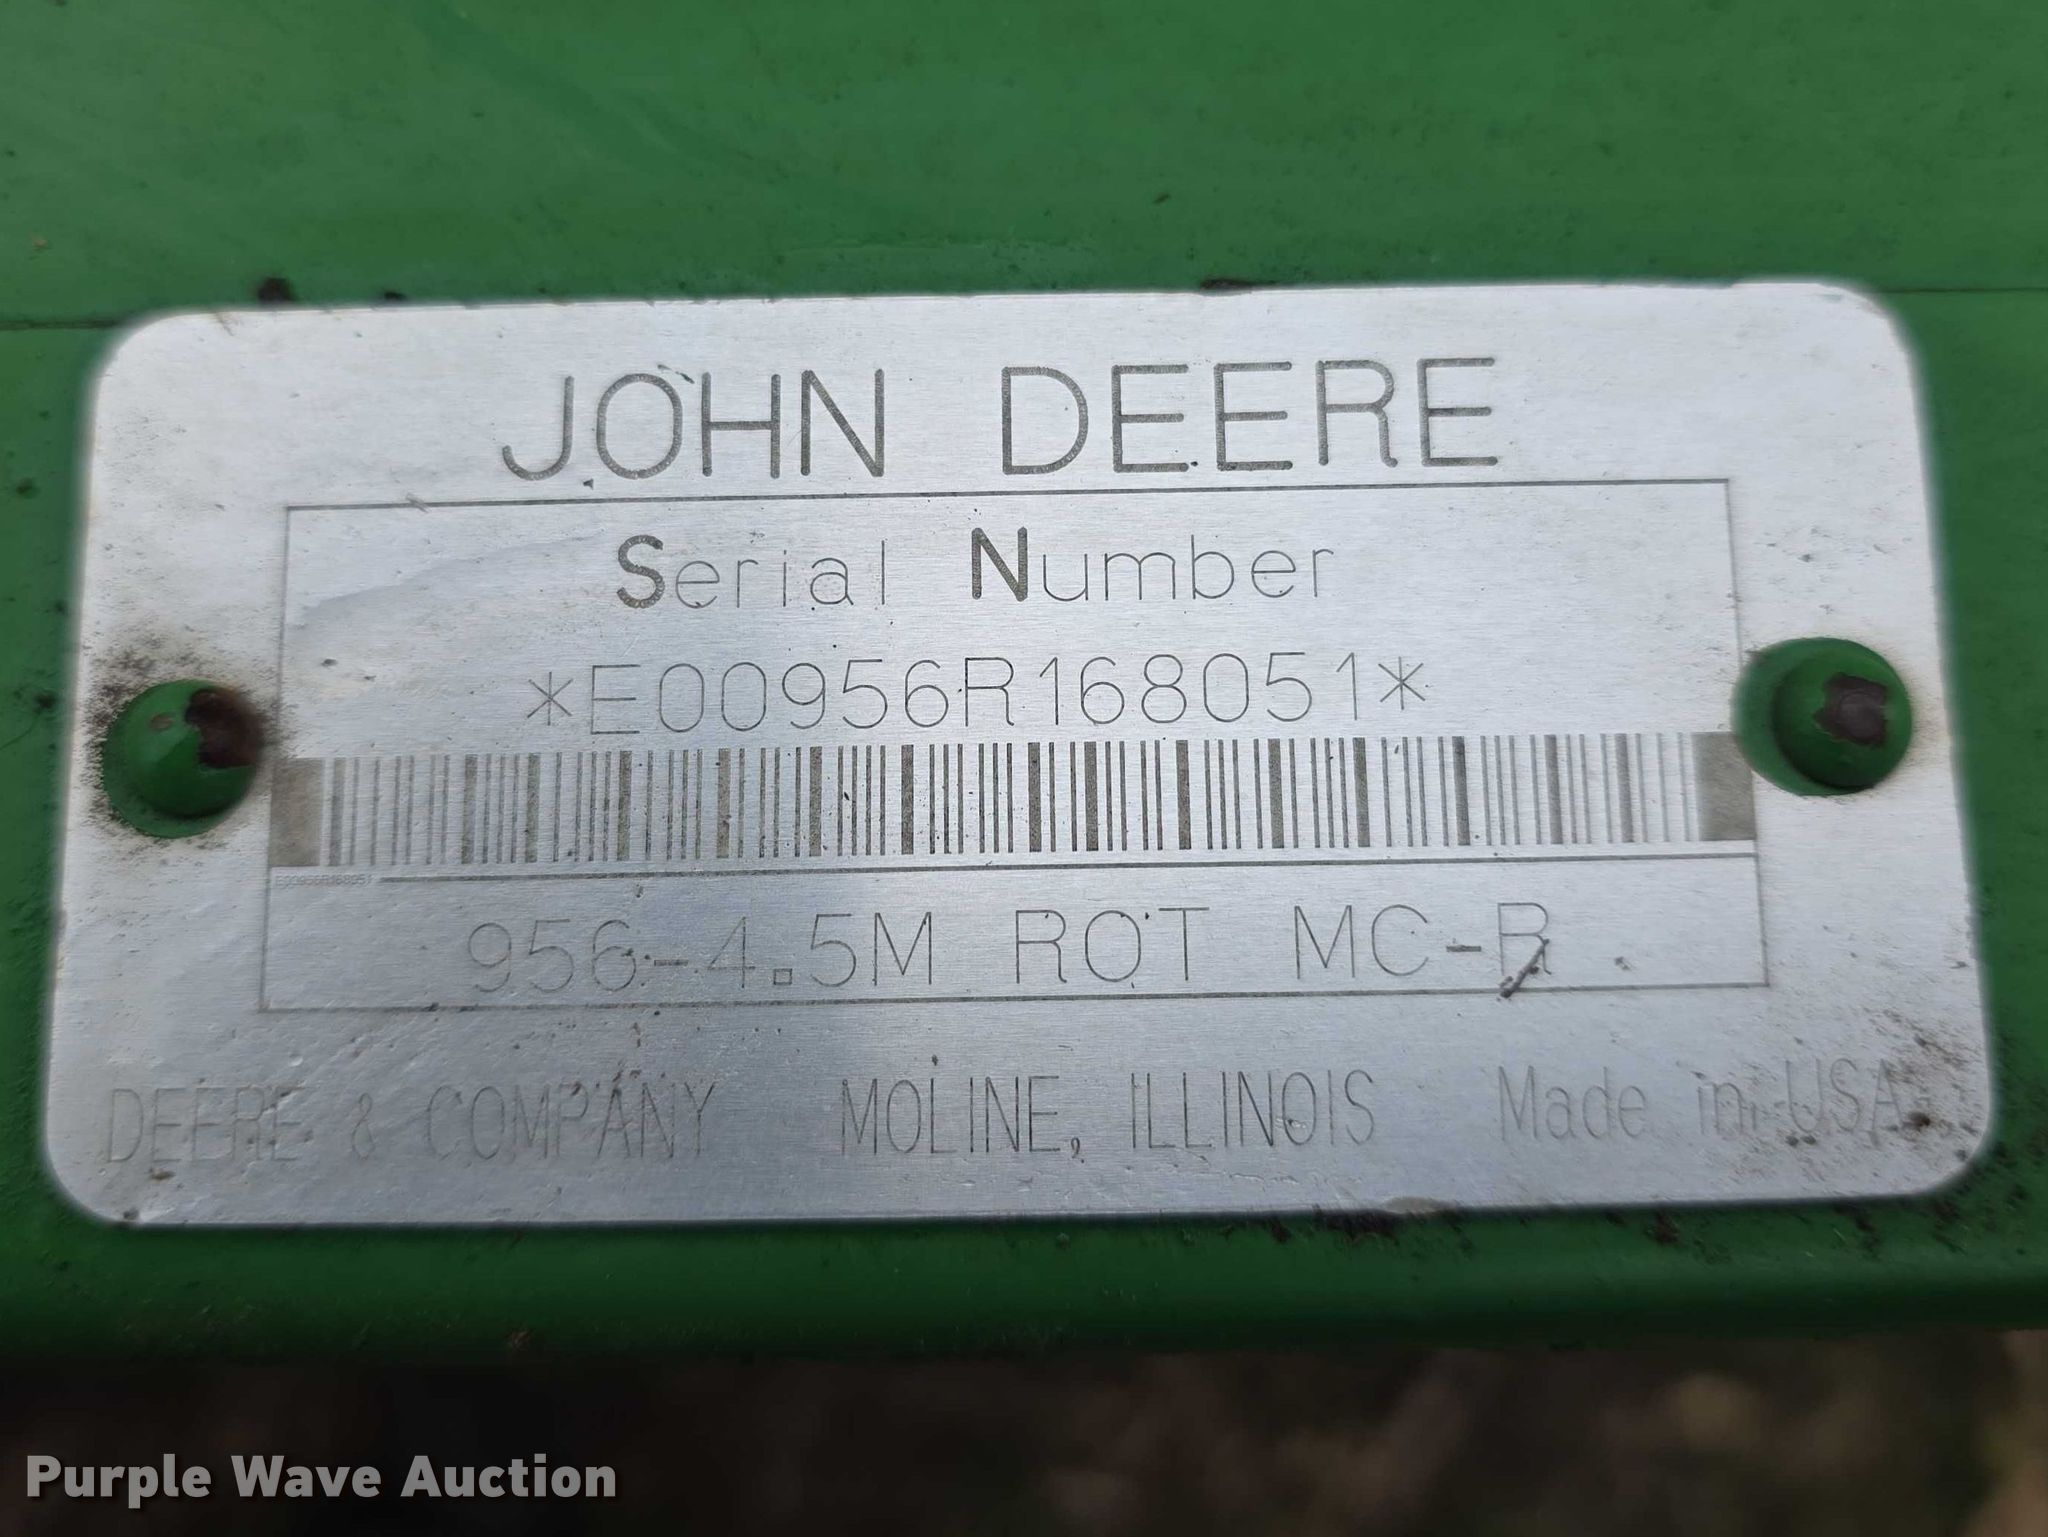 JOHN DEERE
Serial Number
*E00956R168051*
E00956R168051
956-4.5M ROT MC-R
DEERE & COMPANY MOLINE, ILLINOIS Made in USA
Purple Wave Auction